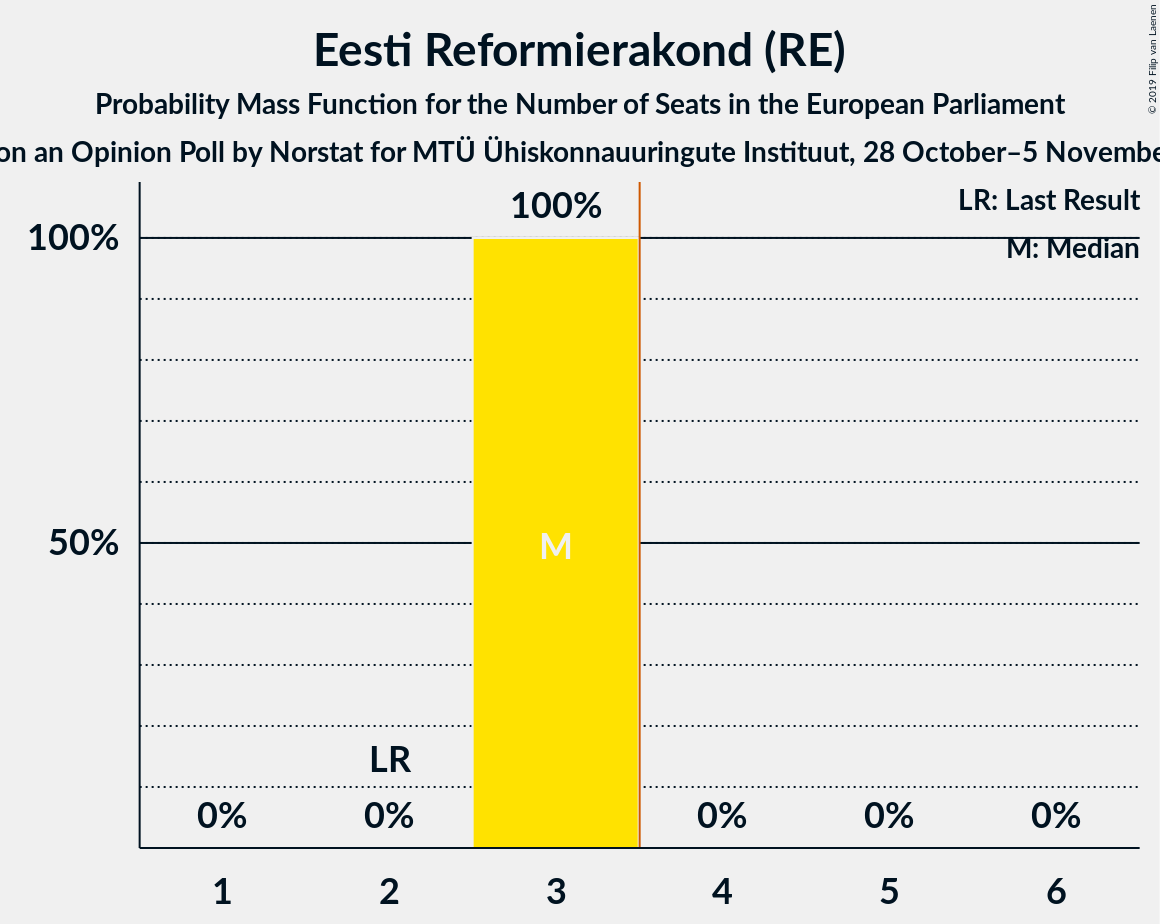 Eesti Reformierakond (RE)
Probability Mass Function for the Number of Seats in the European Parliament
on an Opinion Poll by Norstat for MTÜ Ühiskonnauuringute Instituut, 28 October–5 Novembe
© 2019 Filip van Laenen
LR: Last Result
M: Median
100%
100%
50%
M
LR
0% 0% 0% 0% 0%
1 2 3 4 5 6